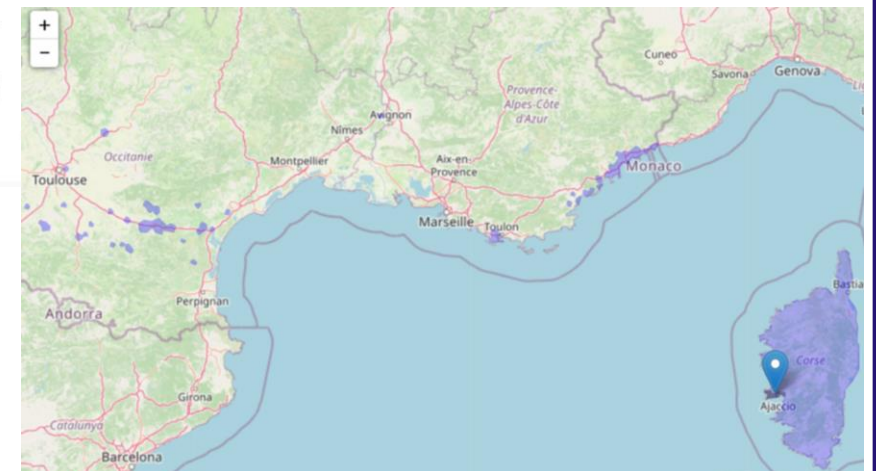 +
−
Cuneo
Savona
Genova
Provence-
Alpes-Côte
d'Azur
Avignon
Nîmes
Occitanie
Montpellier
Aix-en-
Provence
Monaco
Toulouse
Marseille
Toulon
Bastia
Perpignan
Andorra
Corse
Girona
Ajaccio
Catalunya
Barcelona